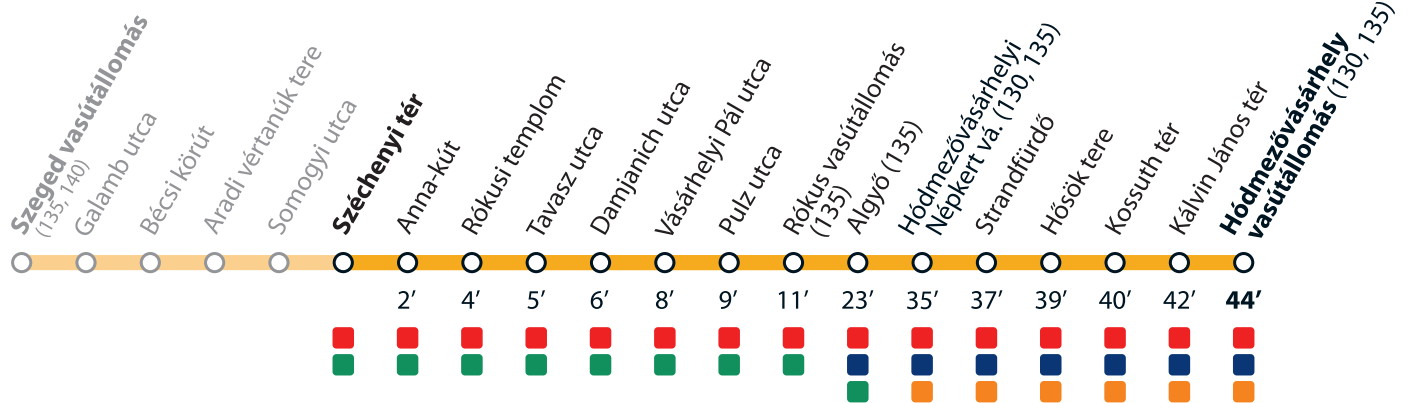 Szeged vasútállomás
(135, 140)
Galamb utca
Bécsi körút
Aradi vértanúk tere
Somogyi utca
Széchenyi tér
Anna-kút
Rókusi templom
Tavasz utca
Damjanich utca
Vásárhelyi Pál utca
Pulz utca
Rókus vasútállomás
(135)
Algyő (135)
Hódmezővásárhelyi
Népkert vá. (130, 135)
Strandfürdő
Hősök tere
Kossuth tér
Kálvin János tér
Hódmezővásárhely
vasútállomás (130, 135)
2’ 4’ 5’ 6’ 8’ 9’ 11’ 23’ 35’ 37’ 39’ 40’ 42’ 44’